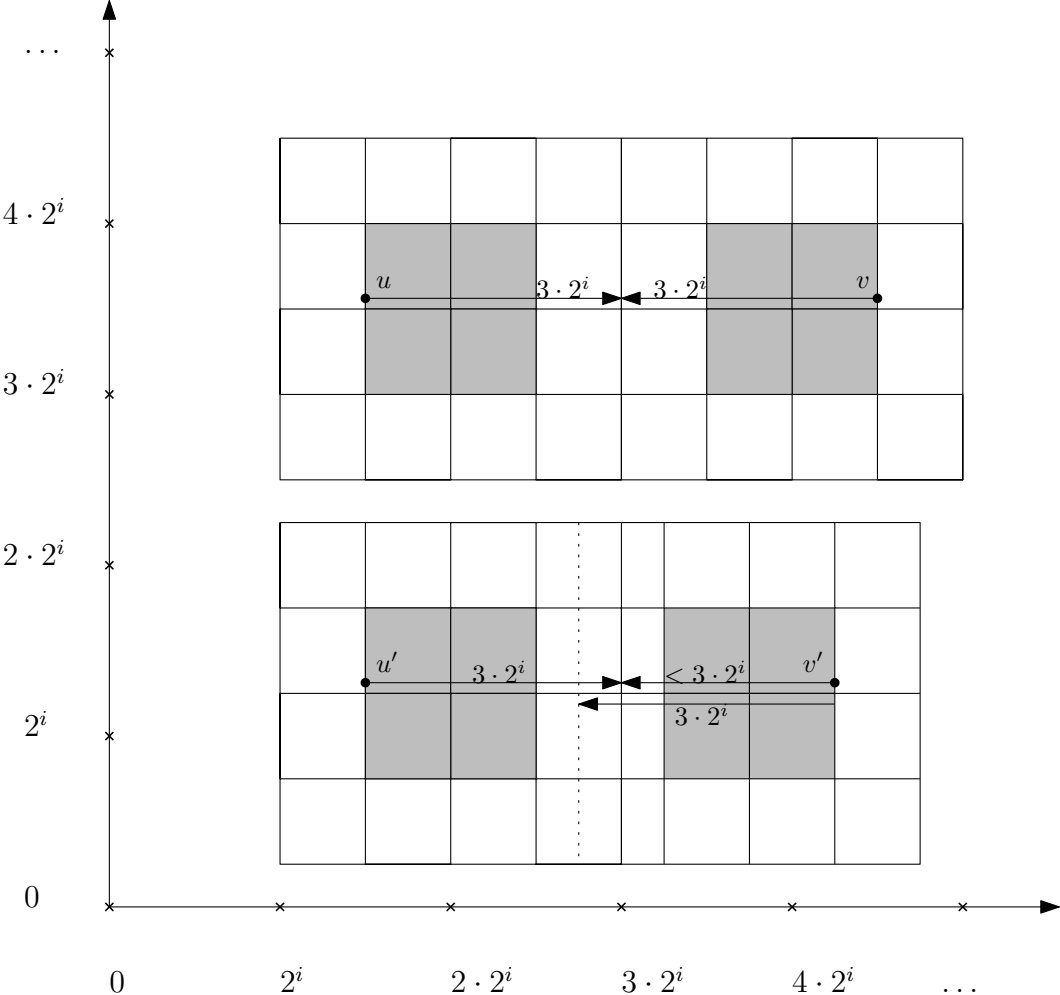 …
4 · 2^i
u 3 · 2^i 3 · 2^i v
3 · 2^i
2 · 2^i
u′ 3 · 2^i < 3 · 2^i v′
3 · 2^i
2^i
0
0 2^i 2 · 2^i 3 · 2^i 4 · 2^i …